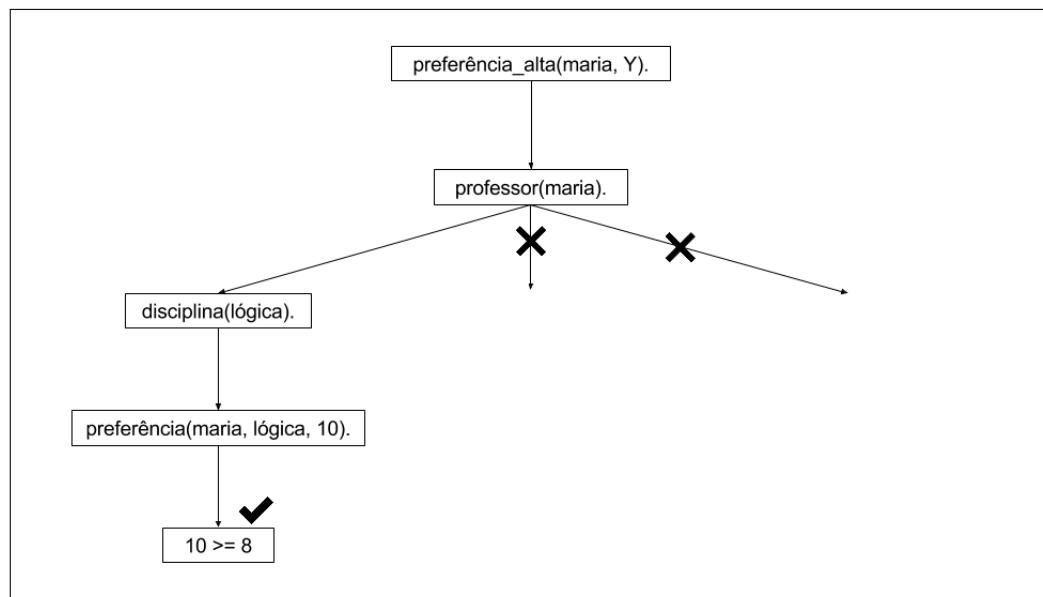 preferência_alta(maria, Y).
professor(maria).
disciplina(lógica).
preferência(maria, lógica, 10).
10 >= 8